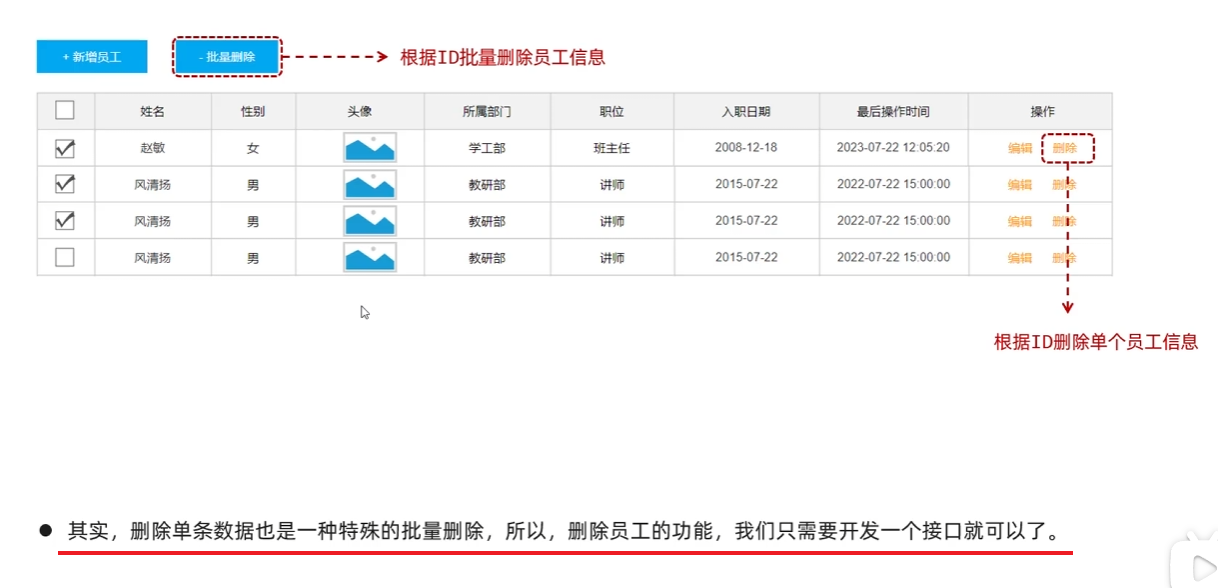 + 新增员工 - 批量删除 根据ID批量删除员工信息
姓名 性别 头像 所属部门 职位 入职日期 最后操作时间 操作
赵敏 女 学工部 班主任 2008-12-18 2023-07-22 12:05:20 编辑 删除
风清扬 男 教研部 讲师 2015-07-22 2022-07-22 15:00:00 编辑 删除
风清扬 男 教研部 讲师 2015-07-22 2022-07-22 15:00:00 编辑 删除
风清扬 男 教研部 讲师 2015-07-22 2022-07-22 15:00:00 编辑 删除
根据ID删除单个员工信息
● 其实，删除单条数据也是一种特殊的批量删除，所以，删除员工的功能，我们只需要开发一个接口就可以了。